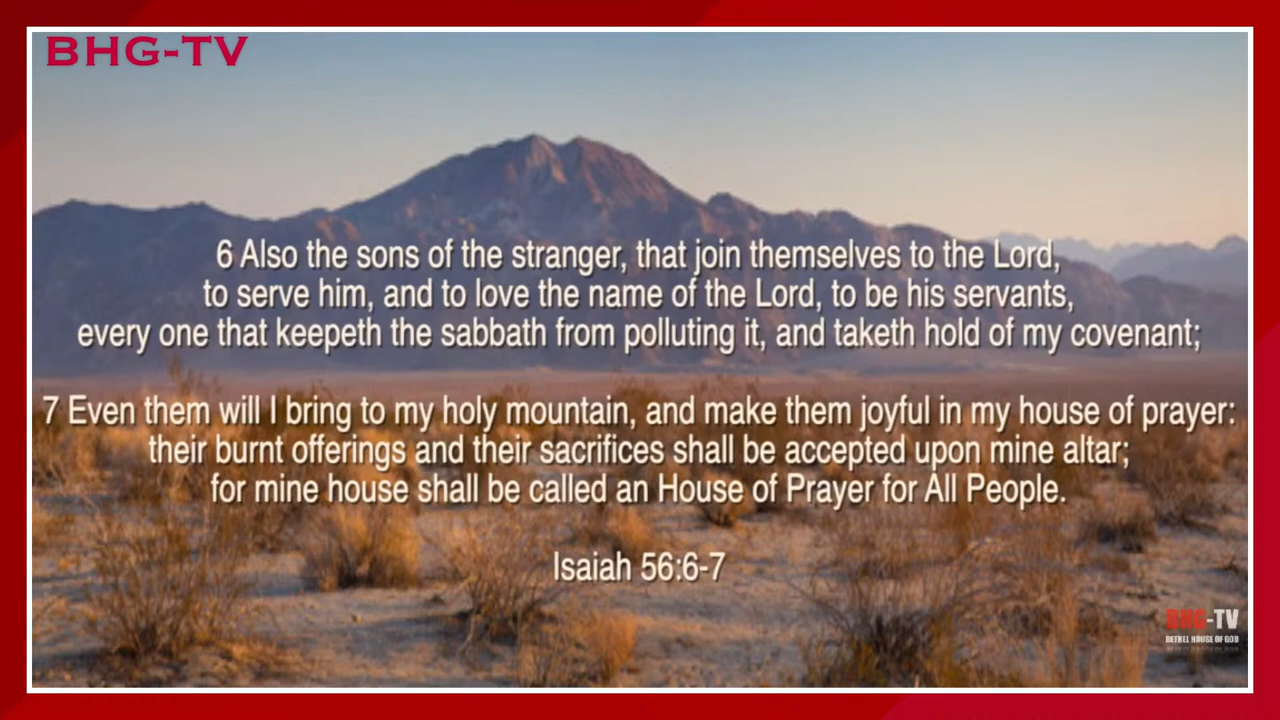 BHG-TV
6 Also the sons of the stranger, that join themselves to the Lord,
to serve him, and to love the name of the Lord, to be his servants,
every one that keepeth the sabbath from polluting it, and taketh hold of my covenant;
7 Even them will I bring to my holy mountain, and make them joyful in my house of prayer:
their burnt offerings and their sacrifices shall be accepted upon mine altar;
for mine house shall be called an House of Prayer for All People.
Isaiah 56:6-7
BHG-TV
BETHEL HOUSE OF GOD